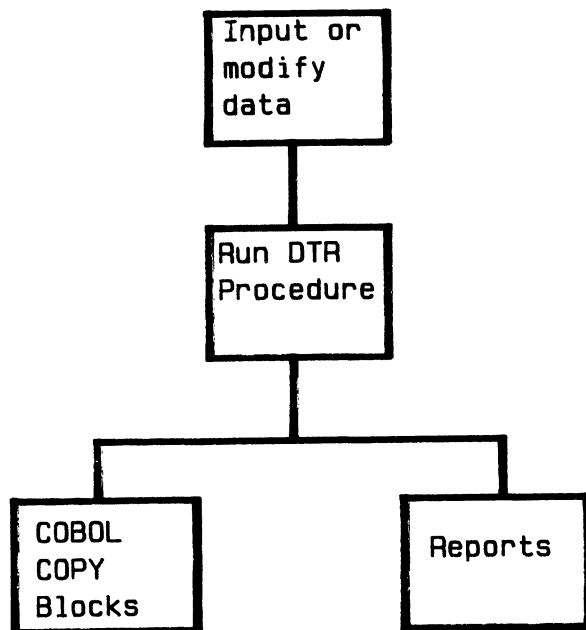 Input or
modify
data
Run DTR
Procedure
COBOL
COPY
Blocks
Reports